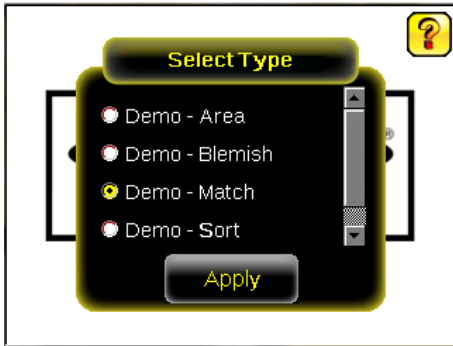 ?
Select Type
Demo - Area
Demo - Blemish
Demo - Match
Demo - Sort
Apply